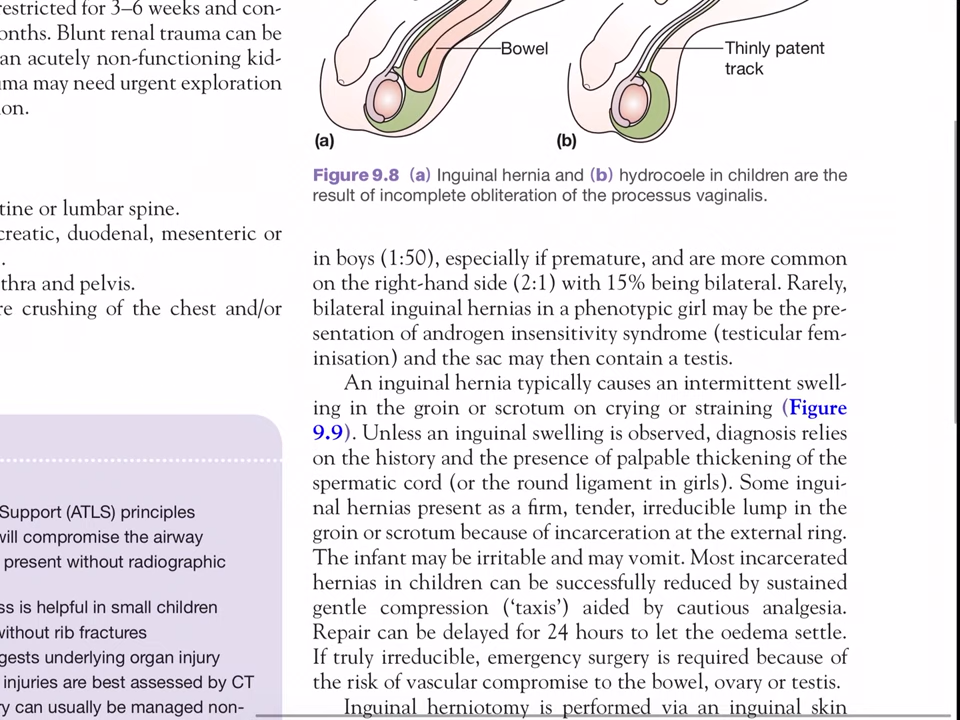 restricted for 3–6 weeks and con-
onths. Blunt renal trauma can be
an acutely non-functioning kid-
uma may need urgent exploration
ion.
tine or lumbar spine.
creatic, duodenal, mesenteric or
.
thra and pelvis.
re crushing of the chest and/or
Support (ATLS) principles
will compromise the airway
present without radiographic
ss is helpful in small children
without rib fractures
gests underlying organ injury
injuries are best assessed by CT
ry can usually be managed non-
Bowel
Thinly patent
track
(a)
(b)
Figure 9.8 (a) Inguinal hernia and (b) hydrocoele in children are the
result of incomplete obliteration of the processus vaginalis.
in boys (1:50), especially if premature, and are more common
on the right-hand side (2:1) with 15% being bilateral. Rarely,
bilateral inguinal hernias in a phenotypic girl may be the pre-
sentation of androgen insensitivity syndrome (testicular fem-
inisation) and the sac may then contain a testis.
An inguinal hernia typically causes an intermittent swell-
ing in the groin or scrotum on crying or straining (Figure
9.9). Unless an inguinal swelling is observed, diagnosis relies
on the history and the presence of palpable thickening of the
spermatic cord (or the round ligament in girls). Some ingui-
nal hernias present as a firm, tender, irreducible lump in the
groin or scrotum because of incarceration at the external ring.
The infant may be irritable and may vomit. Most incarcerated
hernias in children can be successfully reduced by sustained
gentle compression (‘taxis’) aided by cautious analgesia.
Repair can be delayed for 24 hours to let the oedema settle.
If truly irreducible, emergency surgery is required because of
the risk of vascular compromise to the bowel, ovary or testis.
Inguinal herniotomy is performed via an inguinal skin